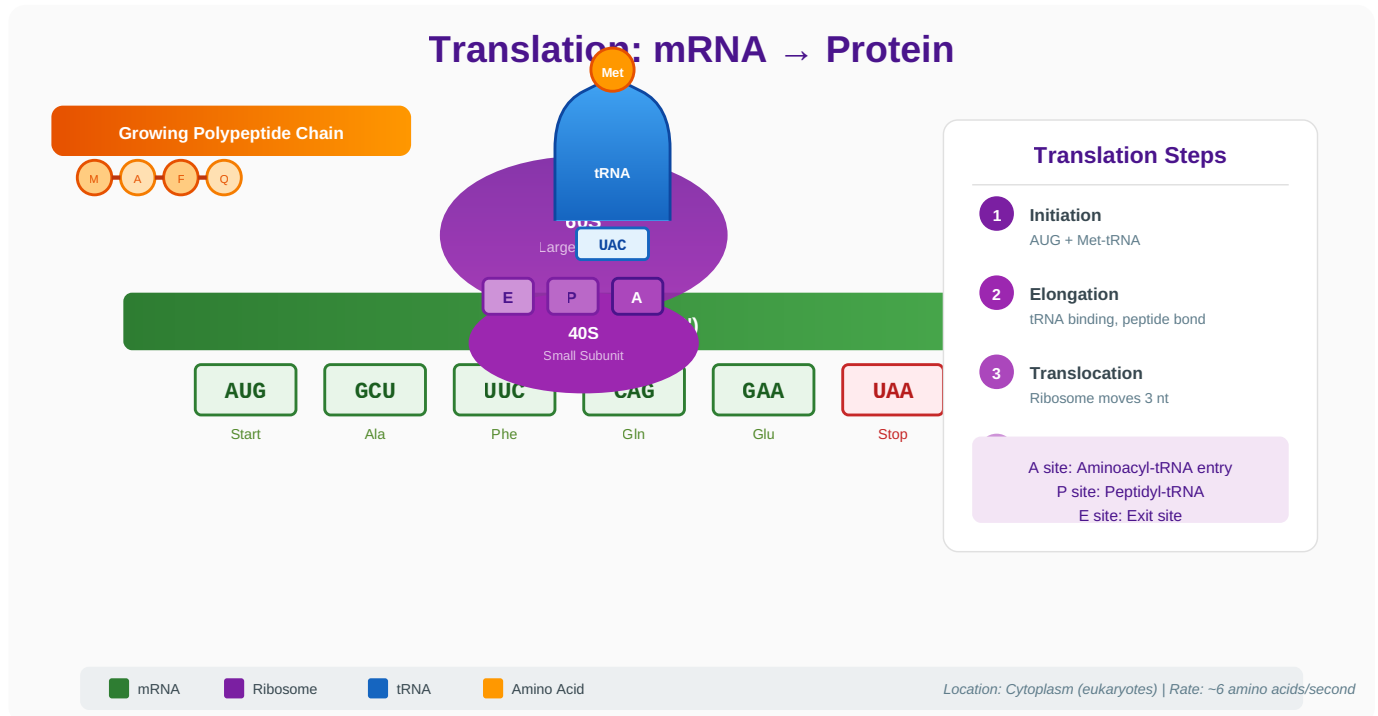 Translation: mRNA → Protein
Met
Growing Polypeptide Chain
M A F Q
tRNA
60S
Large
UAC
E P A
40S
Small Subunit
AUG GCU UUC CAG GAA UAA
Start Ala Phe Gln Glu Stop
Translation Steps
1 Initiation
AUG + Met-tRNA
2 Elongation
tRNA binding, peptide bond
3 Translocation
Ribosome moves 3 nt
A site: Aminoacyl-tRNA entry
P site: Peptidyl-tRNA
E site: Exit site
mRNA Ribosome tRNA Amino Acid
Location: Cytoplasm (eukaryotes) | Rate: ~6 amino acids/second